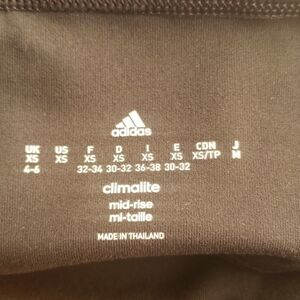 adidas
UK US F D I E CDN J
XS XS XS XS XS XS XS/TP M
4-6 32-34 30-32 36-38 30-32
climalite
mid-rise
mi-taille
MADE IN THAILAND